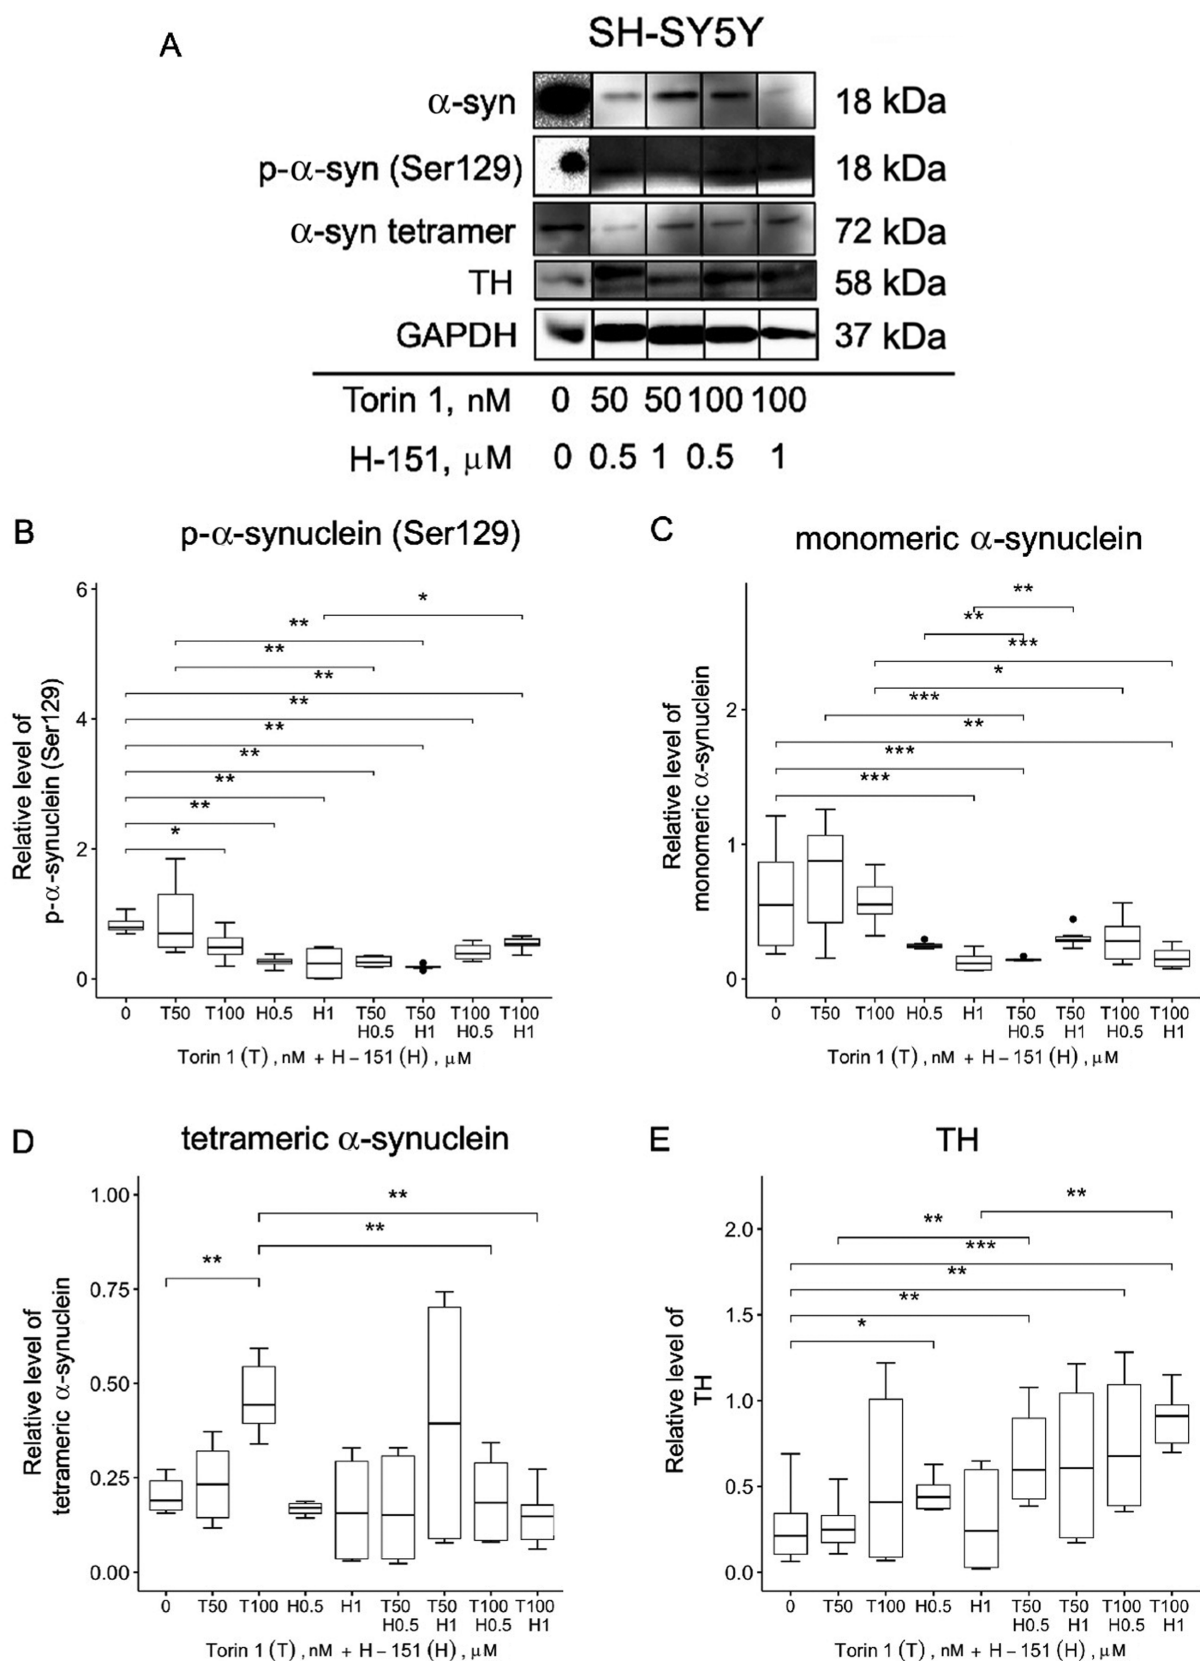 A
SH-SY5Y
α-syn 18 kDa
p-α-syn (Ser129) 18 kDa
α-syn tetramer 72 kDa
TH 58 kDa
GAPDH 37 kDa
Torin 1, nM 0 50 50 100 100
H-151, μM 0 0.5 1 0.5 1
B
p-α-synuclein (Ser129)
Relative level of
p-α-synuclein (Ser129)
6
4
2
0
*
**
**
**
**
**
**
**
**
*
0 T50 T100 H0.5 H1 T50 T50 T100 T100
H0.5 H1 H0.5 H1
Torin 1 (T) , nM + H – 151 (H) , μM
C
monomeric α-synuclein
Relative level of
monomeric α-synuclein
2
1
0
**
**
***
*
***
**
***
***
0 T50 T100 H0.5 H1 T50 T50 T100 T100
H0.5 H1 H0.5 H1
Torin 1 (T) , nM + H – 151 (H) , μM
D
tetrameric α-synuclein
Relative level of
tetrameric α-synuclein
1.00
0.75
0.50
0.25
0.00
**
**
**
0 T50 T100 H0.5 H1 T50 T50 T100 T100
H0.5 H1 H0.5 H1
Torin 1 (T) , nM + H – 151 (H) , μM
E
TH
Relative level of
TH
2.0
1.5
1.0
0.5
0.0
**
**
***
**
**
*
0 T50 T100 H0.5 H1 T50 T50 T100 T100
H0.5 H1 H0.5 H1
Torin 1 (T) , nM + H – 151 (H) , μM